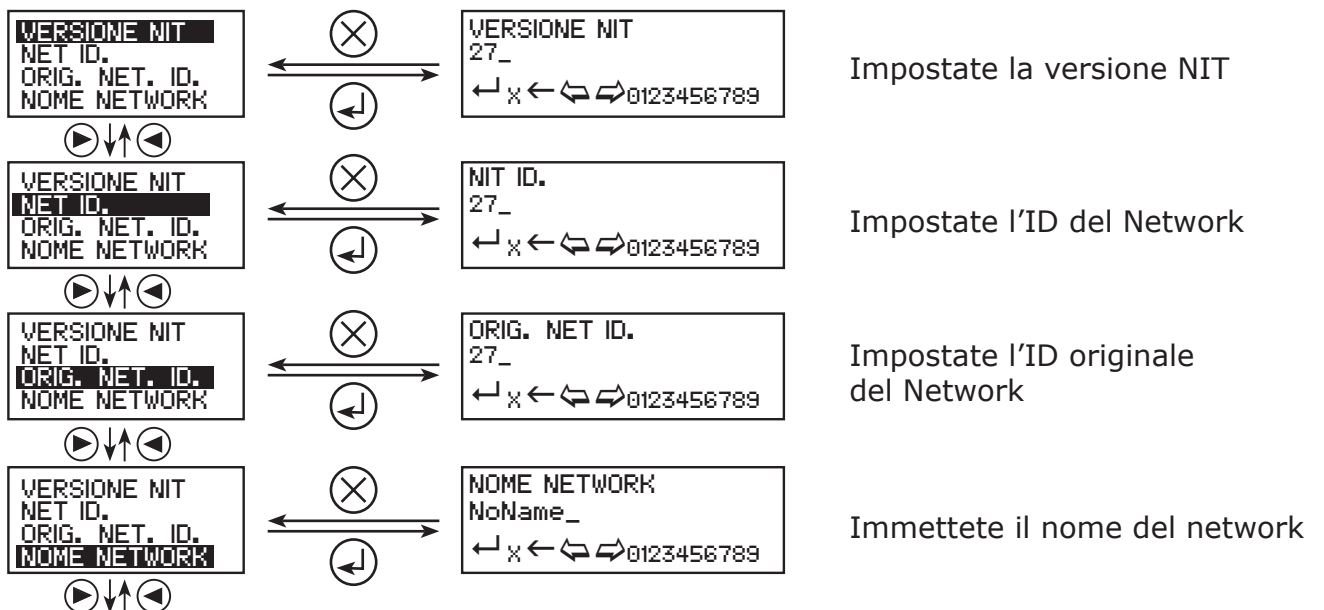 VERSIONE NIT
NET ID.
ORIG. NET. ID.
NOME NETWORK
VERSIONE NIT
27_
↵ X ← ⇦ ⇨ 0123456789
Impostate la versione NIT
VERSIONE NIT
NET ID.
ORIG. NET. ID.
NOME NETWORK
NIT ID.
27_
↵ X ← ⇦ ⇨ 0123456789
Impostate l’ID del Network
VERSIONE NIT
NET ID.
ORIG. NET. ID.
NOME NETWORK
ORIG. NET ID.
27_
↵ X ← ⇦ ⇨ 0123456789
Impostate l’ID originale
del Network
VERSIONE NIT
NET ID.
ORIG. NET. ID.
NOME NETWORK
NOME NETWORK
NoName_
↵ X ← ⇦ ⇨ 0123456789
Immettete il nome del network